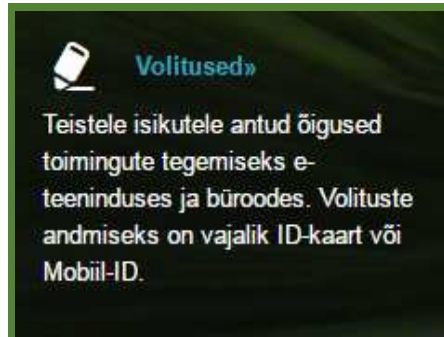 Volitused»
Teistele isikutele antud õigused
toimingute tegemiseks e-
teeninduses ja büroodes. Volituste
andmiseks on vajalik ID-kaart või
Mobiil-ID.